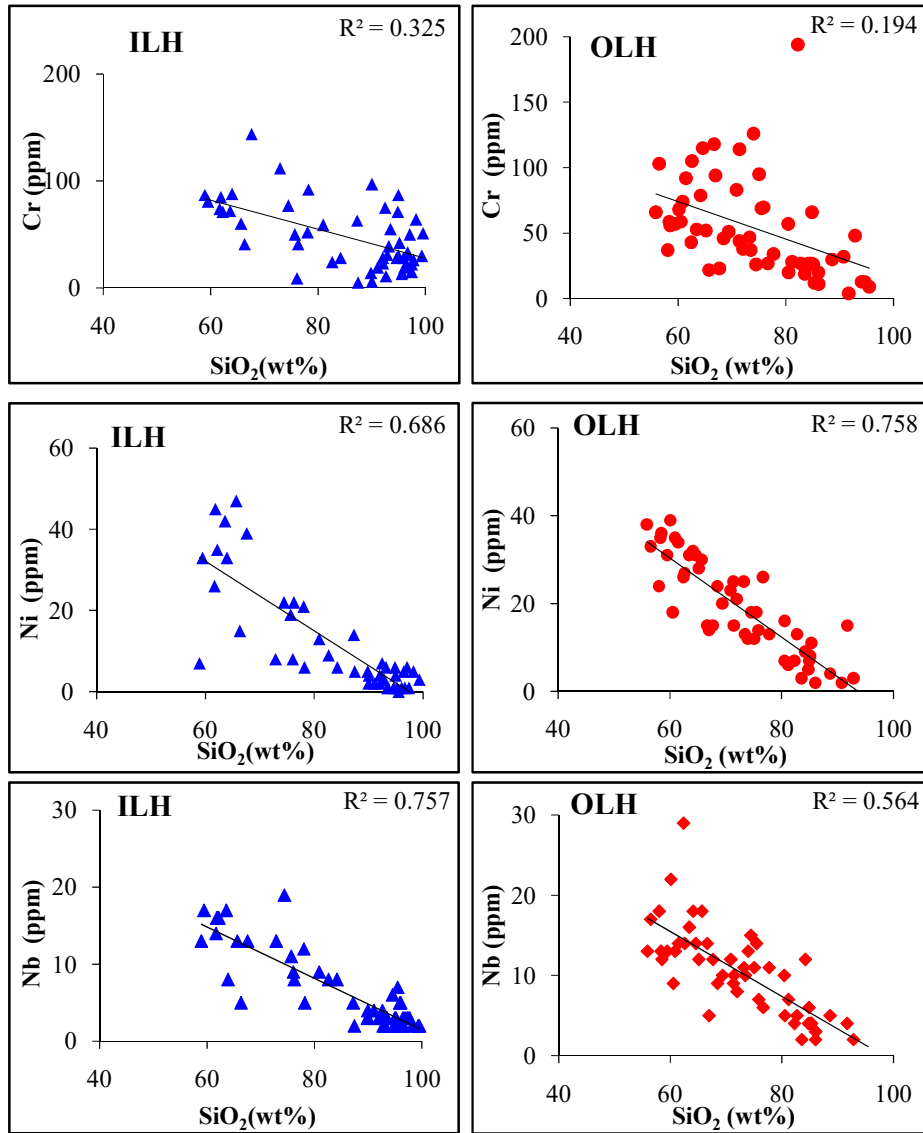 ILH
R² = 0.325
200
100
0
40 60 80 100
Cr (ppm)
SiO₂(wt%)
OLH
R² = 0.194
200
150
100
50
0
40 60 80 100
Cr (ppm)
SiO₂ (wt%)
ILH
R² = 0.686
60
40
20
0
40 60 80 100
Ni (ppm)
SiO₂(wt%)
OLH
R² = 0.758
60
40
20
0
40 60 80 100
Ni (ppm)
SiO₂ (wt%)
ILH
R² = 0.757
30
20
10
0
40 60 80 100
Nb (ppm)
SiO₂(wt%)
OLH
R² = 0.564
30
20
10
0
40 60 80 100
Nb (ppm)
SiO₂(wt%)